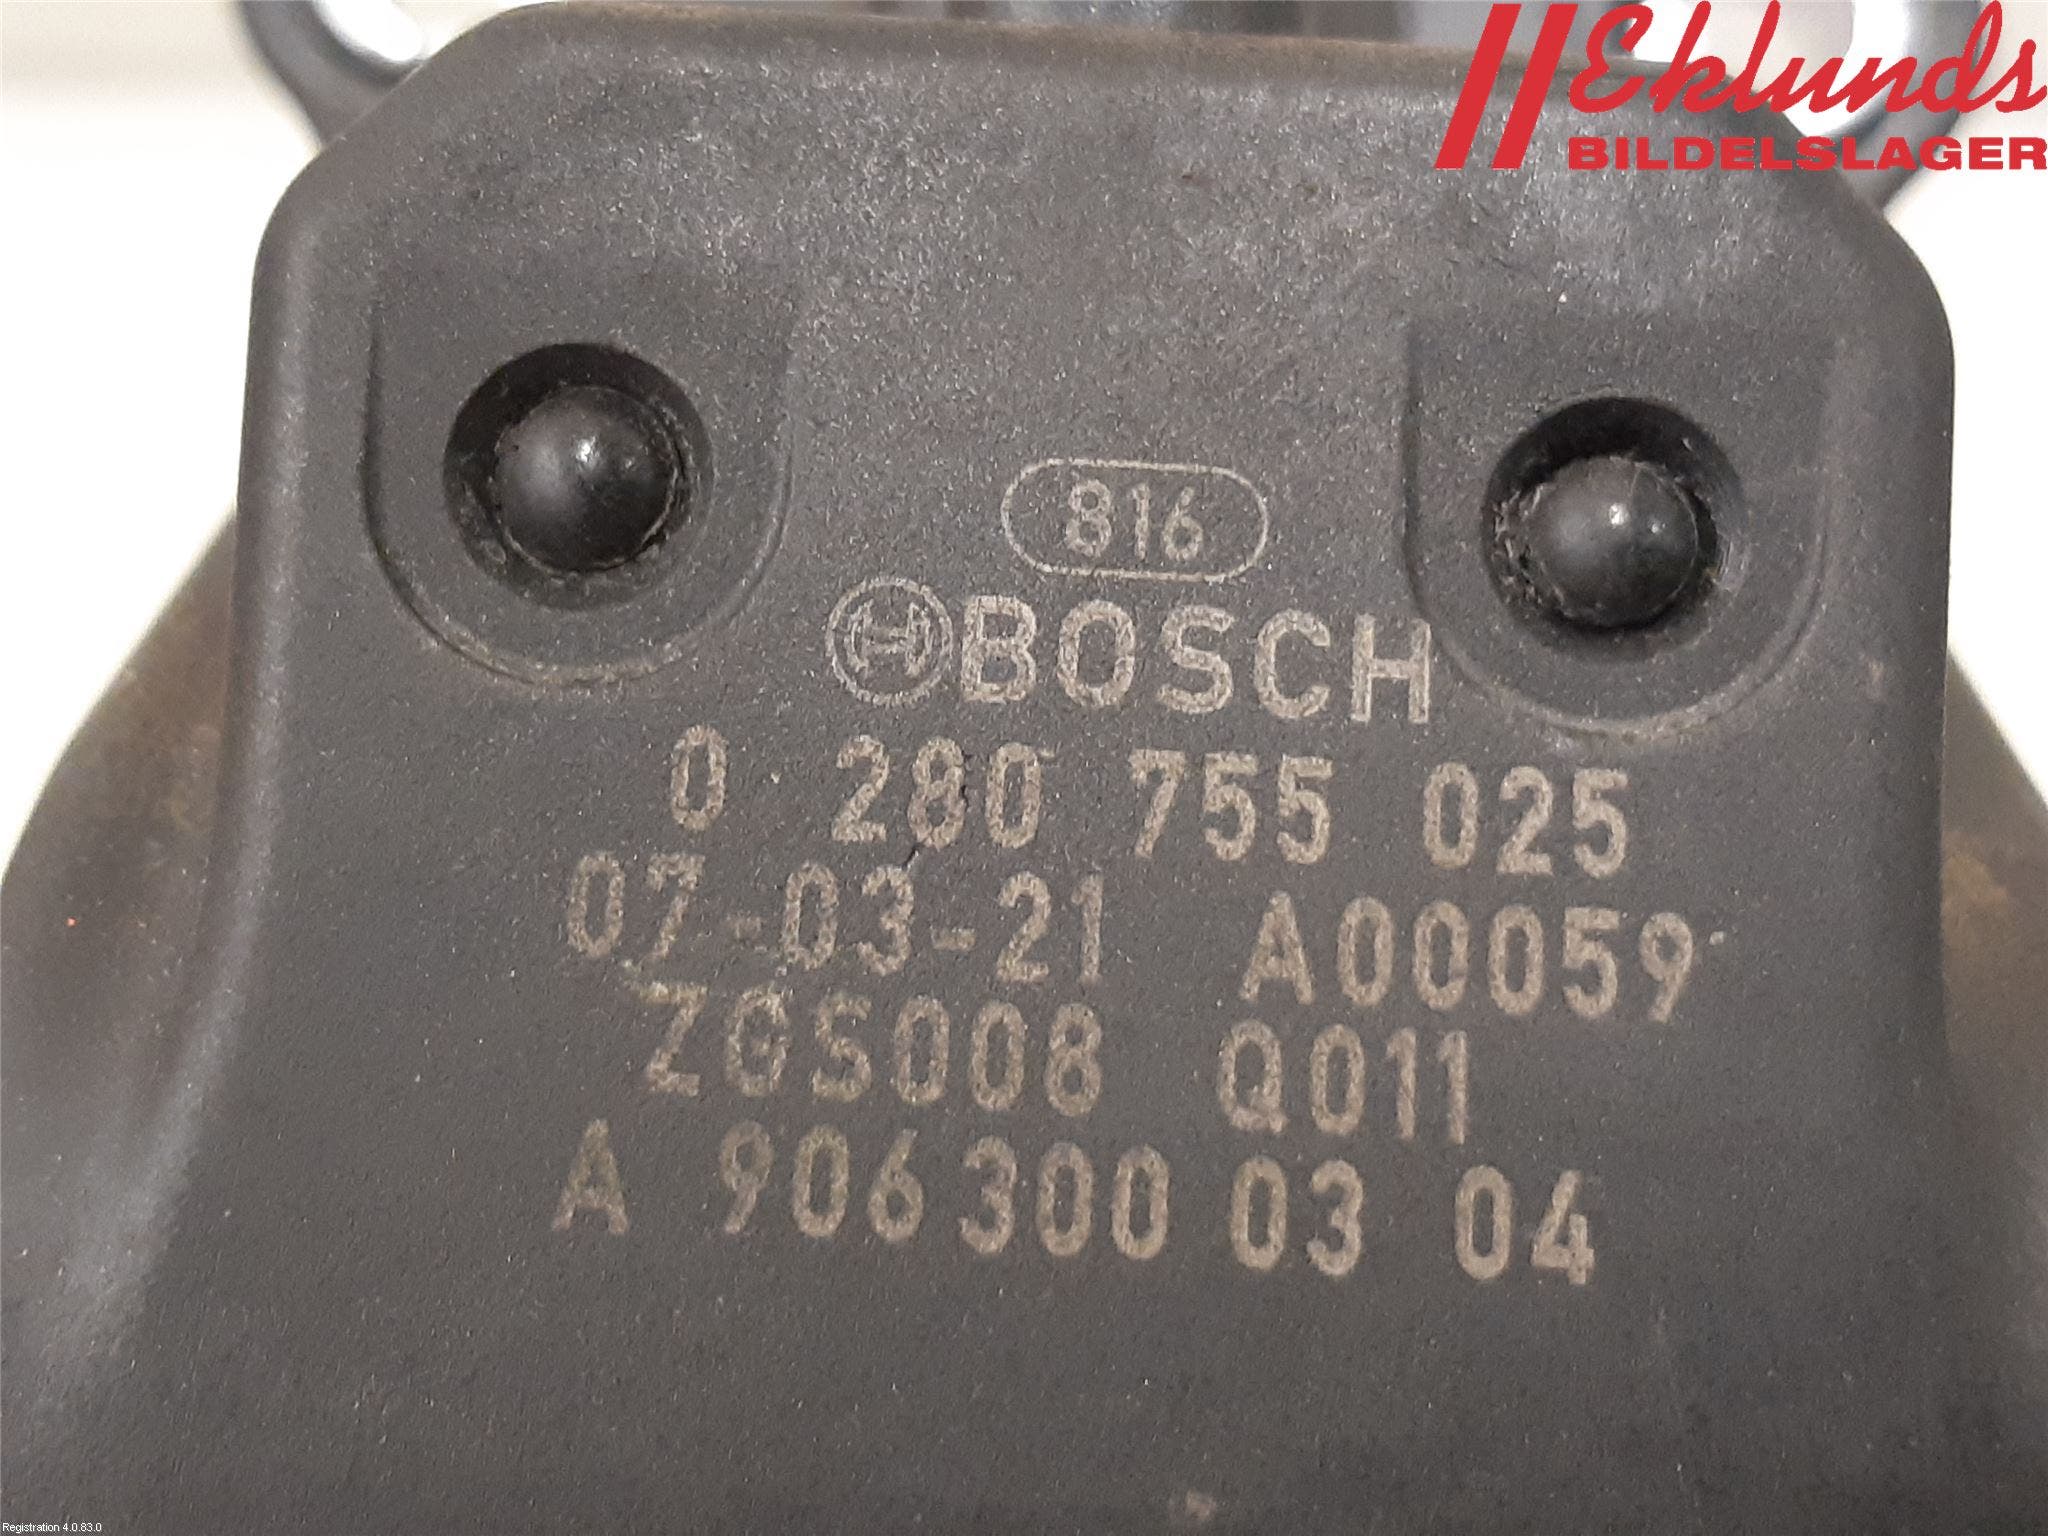 Eklunds
BILDELSLAGER
816
BOSCH
0 280 755 025
07-03-21 A00059
ZGS008 Q011
A 906 300 03 04
Registration 4.0.83.0